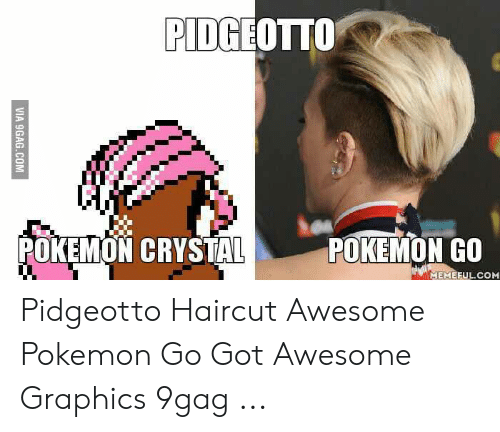 PIDGEOTTO
VIA 9GAG.COM
POKEMON CRYSTAL
POKEMON GO
MEMEFUL.COM
Pidgeotto Haircut Awesome
Pokemon Go Got Awesome
Graphics 9gag ...